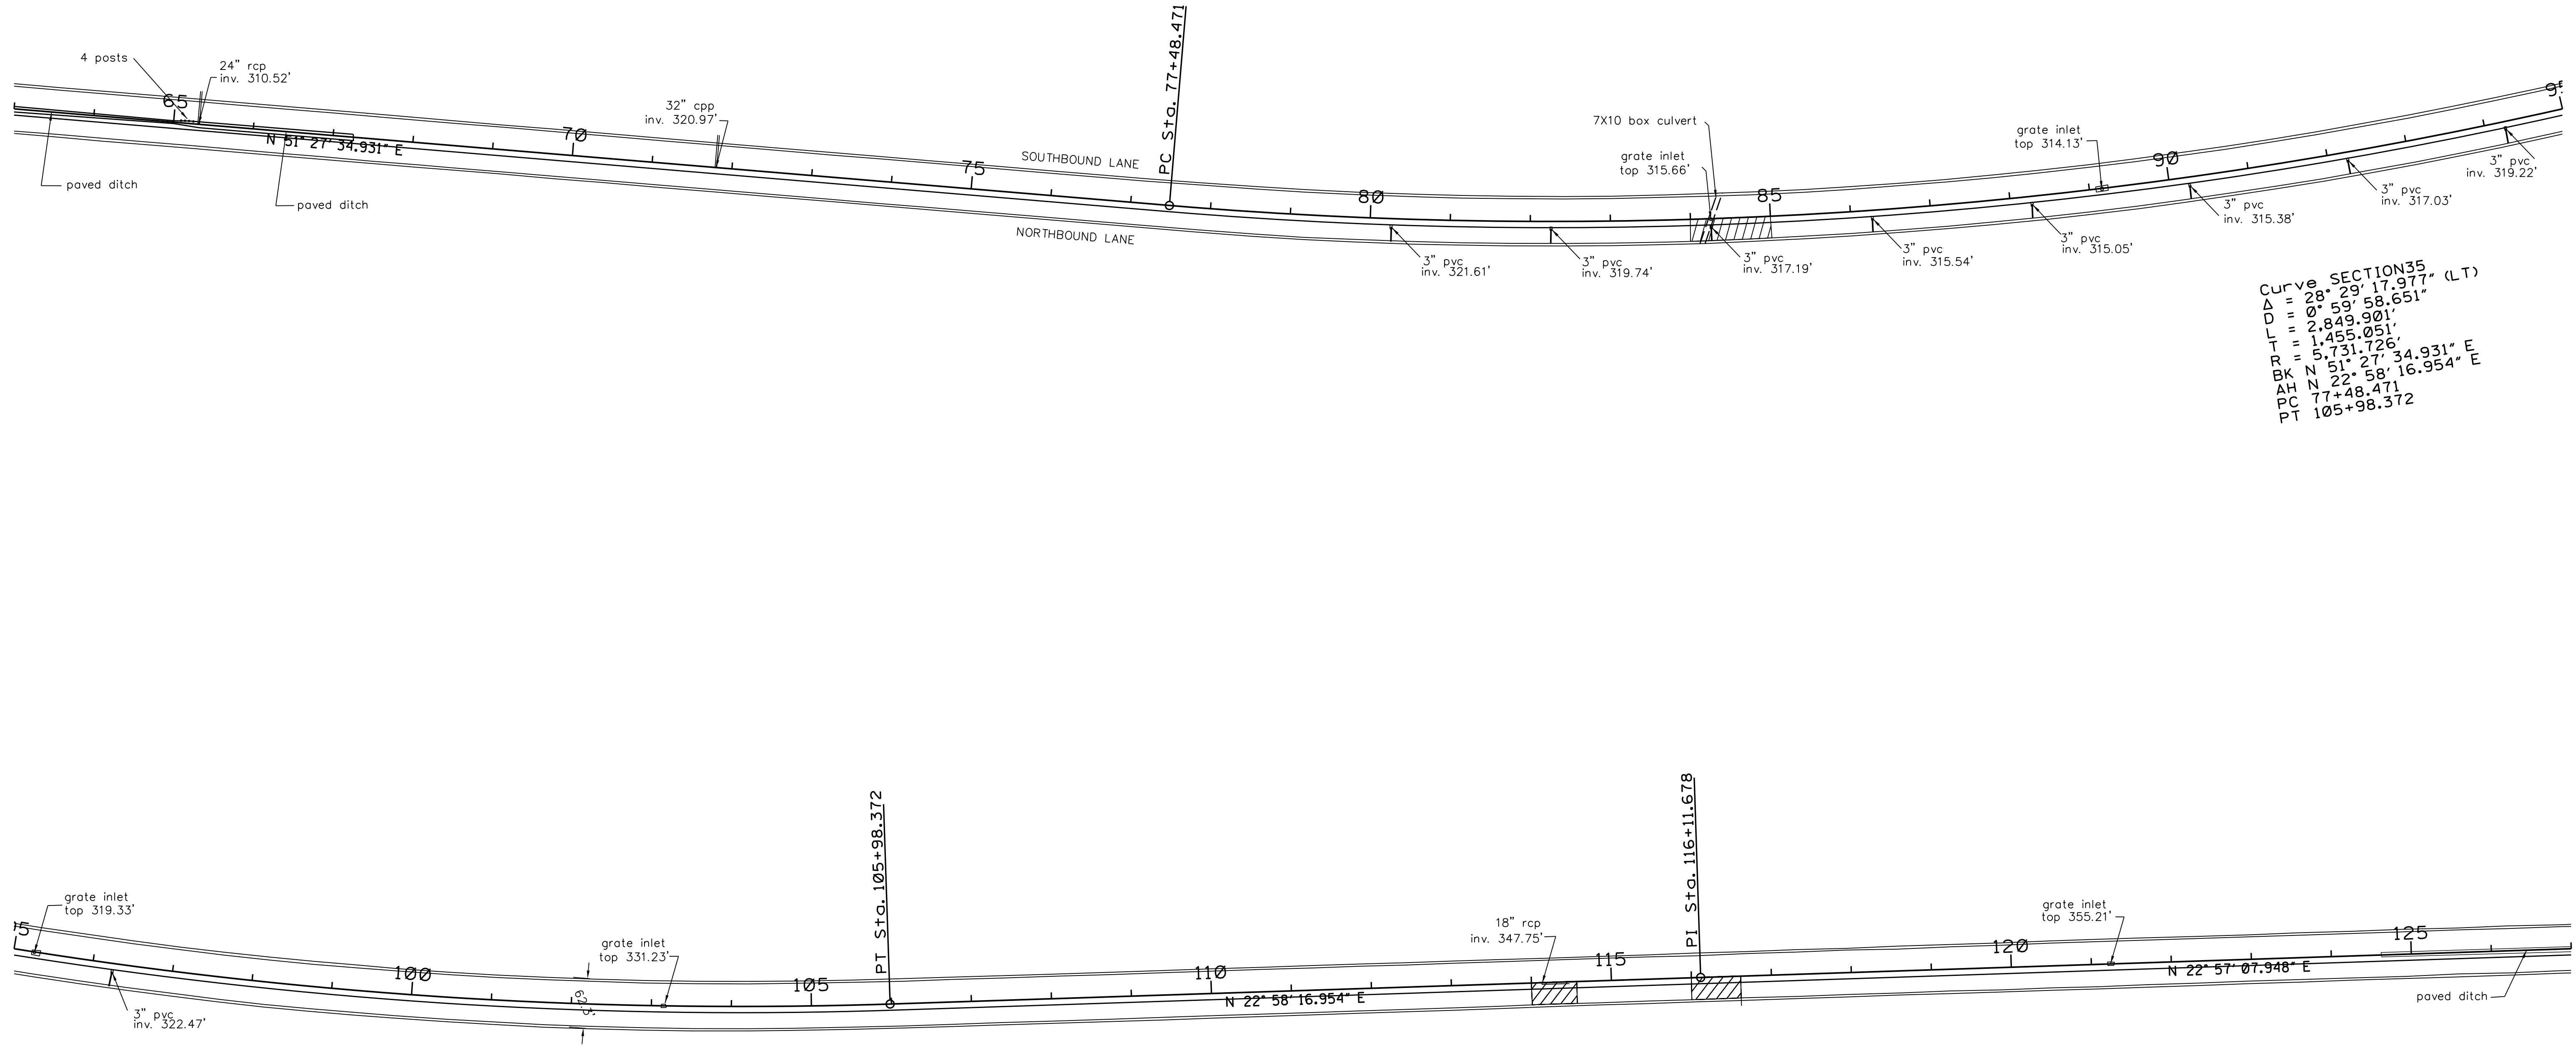 4 posts
24" rcp
inv. 310.52'
65
N 51° 27' 34.931" E
paved ditch
paved ditch
70
32" cpp
inv. 320.97'
75
SOUTHBOUND LANE
NORTHBOUND LANE
PC Sta. 77+48.471
80
7X10 box culvert
grate inlet
top 315.66'
85
grate inlet
top 314.13'
90
3" pvc
inv. 321.61'
3" pvc
inv. 319.74'
3" pvc
inv. 317.19'
3" pvc
inv. 315.54'
3" pvc
inv. 315.05'
3" pvc
inv. 315.38'
3" pvc
inv. 317.03'
3" pvc
inv. 319.22'
Curve SECTION35
Δ = 28° 29' 17.977" (LT)
D = 0° 59' 58.651"
L = 2,849.901'
T = 1,455.051'
R = 5,731.726'
BK N 51° 27' 34.931" E
AH N 22° 58' 16.954" E
PC 77+48.471
PT 105+98.372
grate inlet
top 319.33'
3" pvc
inv. 322.47'
100
62.3'
grate inlet
top 331.23'
105
PT Sta. 105+98.372
110
N 22° 58' 16.954" E
18" rcp
inv. 347.75'
115
PI Sta. 116+11.678
120
grate inlet
top 355.21'
N 22° 57' 07.948" E
125
paved ditch